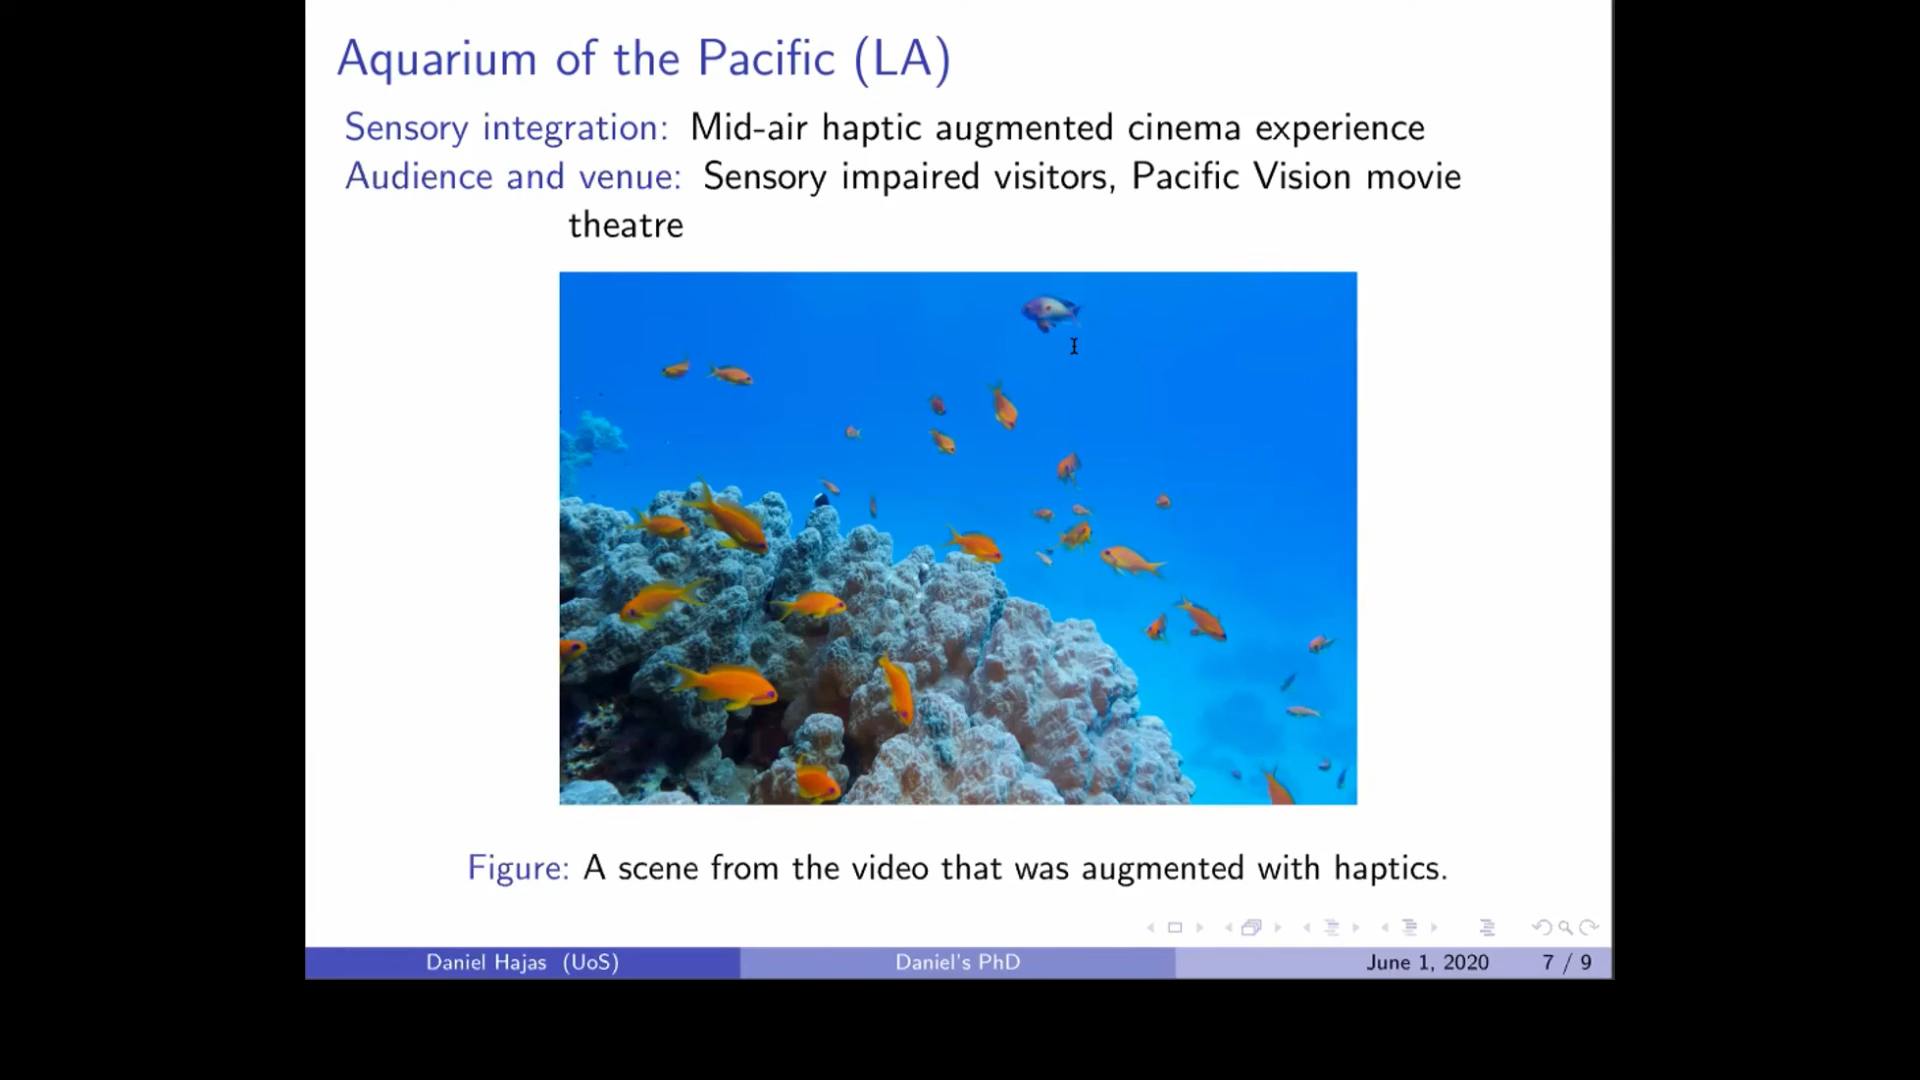 Aquarium of the Pacific (LA)
Sensory integration: Mid-air haptic augmented cinema experience
Audience and venue: Sensory impaired visitors, Pacific Vision movie
theatre
Figure: A scene from the video that was augmented with haptics.
Daniel Hajas (UoS) Daniel's PhD June 1, 2020 7 / 9